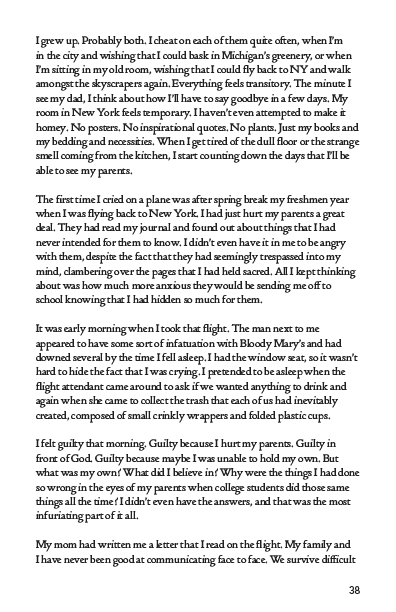 I grew up. Probably both. I cheat on each of them quite often, when I'm
in the city and wishing that I could bask in Michigan's greenery, or when
I'm sitting in my old room, wishing that I could fly back to NY and walk
amongst the skyscrapers again. Everything feels transitory. The minute I
see my dad, I think about how I'll have to say goodbye in a few days. My
room in New York feels temporary. I haven't even attempted to make it
homey. No posters. No inspirational quotes. No plants. Just my books and
my bedding and necessities. When I get tired of the dull floor or the strange
smell coming from the kitchen, I start counting down the days that I'll be
able to see my parents.
The first time I cried on a plane was after spring break my freshmen year
when I was flying back to New York. I had just hurt my parents a great
deal. They had read my journal and found out about things that I had
never intended for them to know. I didn't even have it in me to be angry
with them, despite the fact that they had seemingly trespassed into my
mind, clambering over the pages that I had held sacred. All I kept thinking
about was how much more anxious they would be sending me off to
school knowing that I had hidden so much for them.
It was early morning when I took that flight. The man next to me
appeared to have some sort of infatuation with Bloody Mary's and had
downed several by the time I fell asleep. I had the window seat, so it wasn't
hard to hide the fact that I was crying. I pretended to be asleep when the
flight attendant came around to ask if we wanted anything to drink and
again when she came to collect the trash that each of us had inevitably
created, composed of small crinkly wrappers and folded plastic cups.
I felt guilty that morning. Guilty because I hurt my parents. Guilty in
front of God. Guilty because maybe I was unable to hold my own. But
what was my own? What did I believe in? Why were the things I had done
so wrong in the eyes of my parents when college students did those same
things all the time? I didn't even have the answers, and that was the most
infuriating part of it all.
My mom had written me a letter that I read on the flight. My family and
I have never been good at communicating face to face. We survive difficult
38